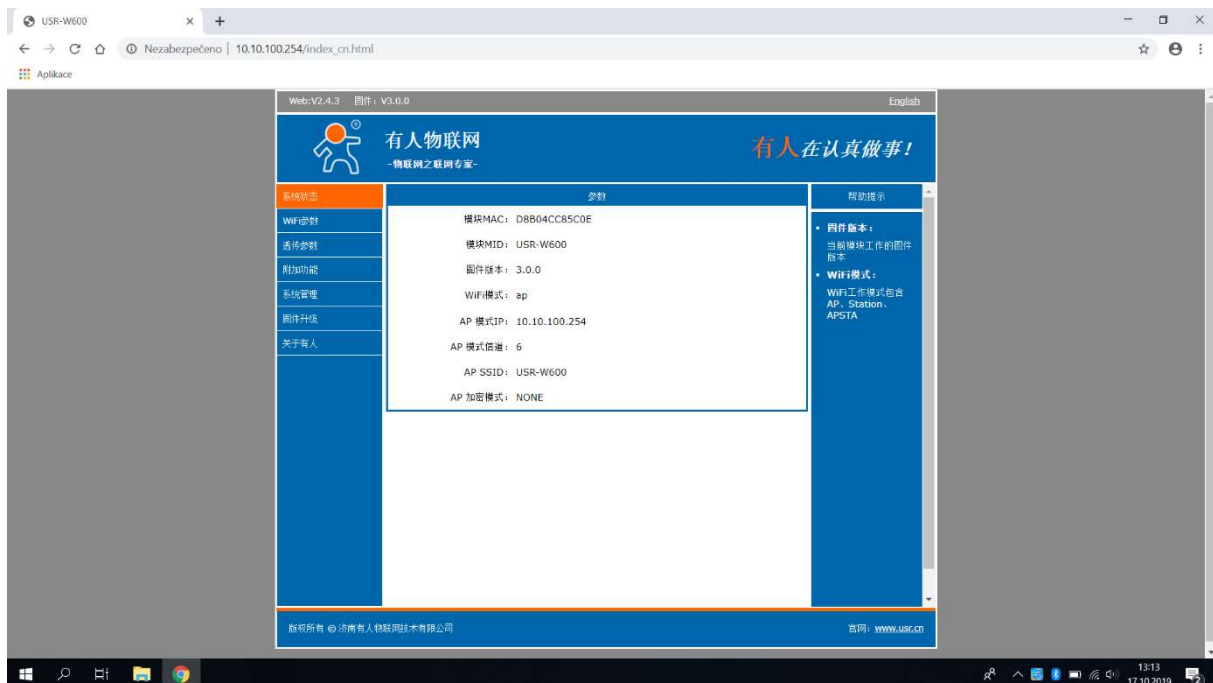 USR-W600
Nezabezpečeno | 10.10.100.254/index_cn.html
Aplikace
Web:V2.4.3 固件：V3.0.0 English
®
有人物联网
-物联网之联网专家-
有人在认真做事!
系统状态
WiFi参数
透传参数
附加功能
系统管理
固件升级
关于有人
参数
模块MAC： D8B04CC85C0E
模块MID： USR-W600
固件版本： 3.0.0
WiFi模式： ap
AP 模式IP： 10.10.100.254
AP 模式信道： 6
AP SSID： USR-W600
AP 加密模式： NONE
帮助提示
• 固件版本：
当前模块工作的固件
版本
• WiFi模式：
WiFi工作模式包含
AP、Station、
APSTA
版权所有 © 济南有人物联网技术有限公司 官网：www.usr.cn
13:13
17.10.2019
2